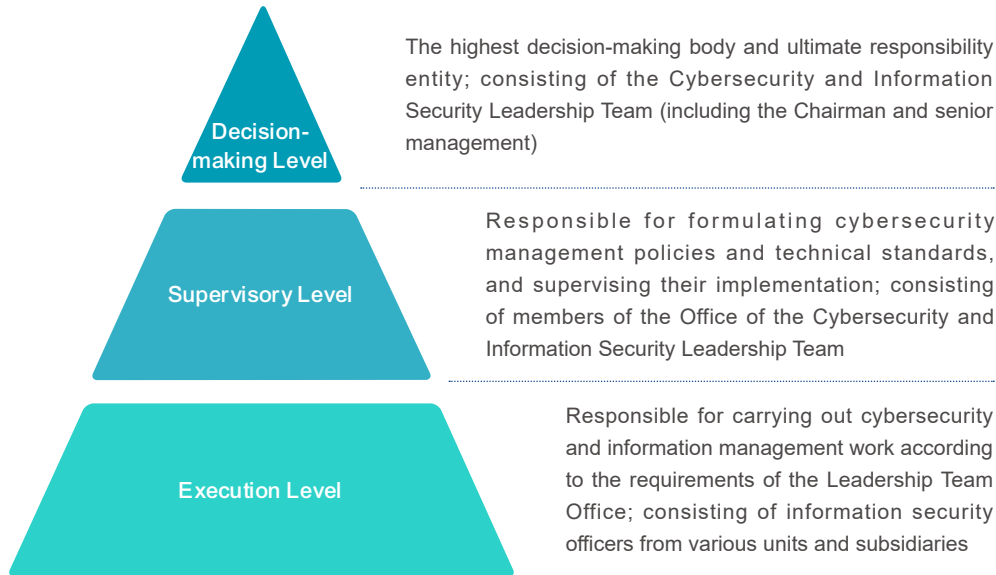 The highest decision-making body and ultimate responsibility
entity; consisting of the Cybersecurity and Information
Security Leadership Team (including the Chairman and senior
management)
Decision-
making Level
Responsible for formulating cybersecurity
management policies and technical standards,
and supervising their implementation; consisting
of members of the Office of the Cybersecurity and
Information Security Leadership Team
Supervisory Level
Responsible for carrying out cybersecurity
and information management work according
to the requirements of the Leadership Team
Office; consisting of information security
officers from various units and subsidiaries
Execution Level